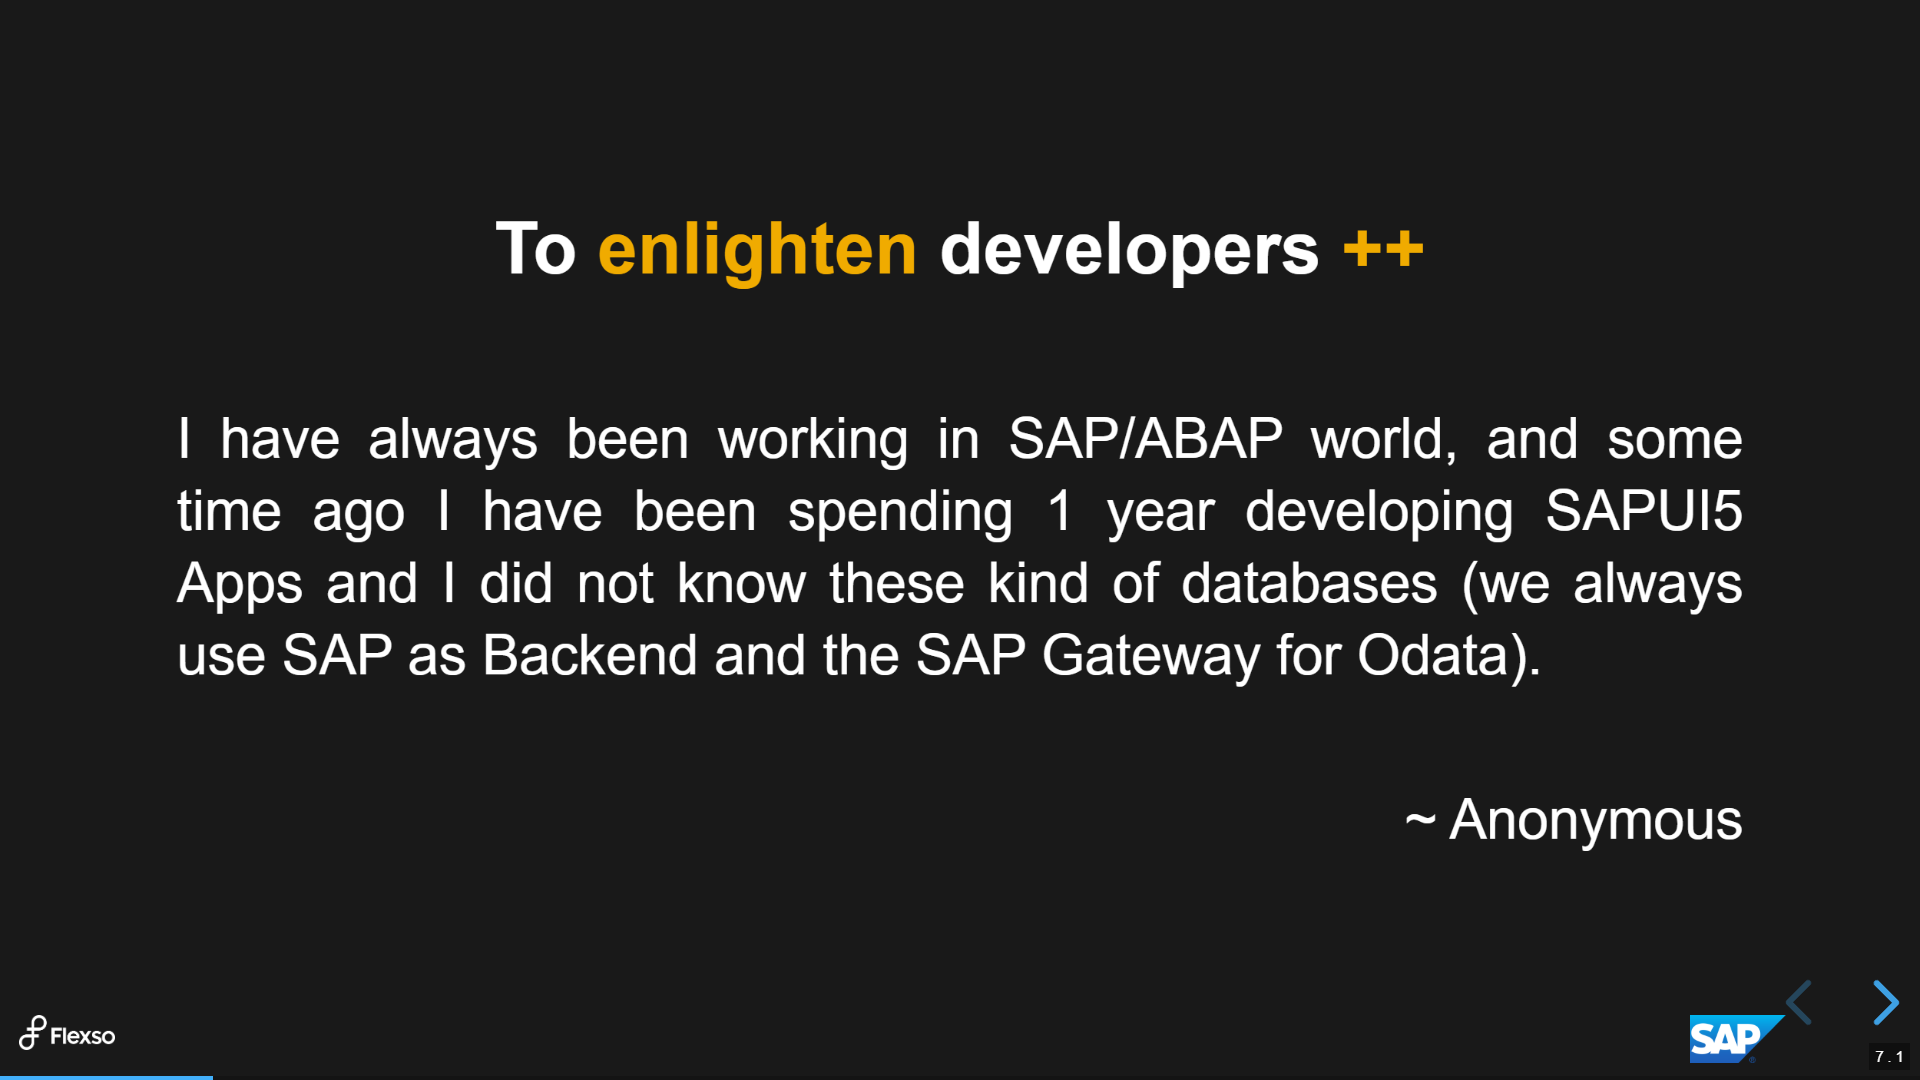 To enlighten developers ++
I have always been working in SAP/ABAP world, and some
time ago I have been spending 1 year developing SAPUI5
Apps and I did not know these kind of databases (we always
use SAP as Backend and the SAP Gateway for Odata).
~ Anonymous
Flexso
SAP
7.1